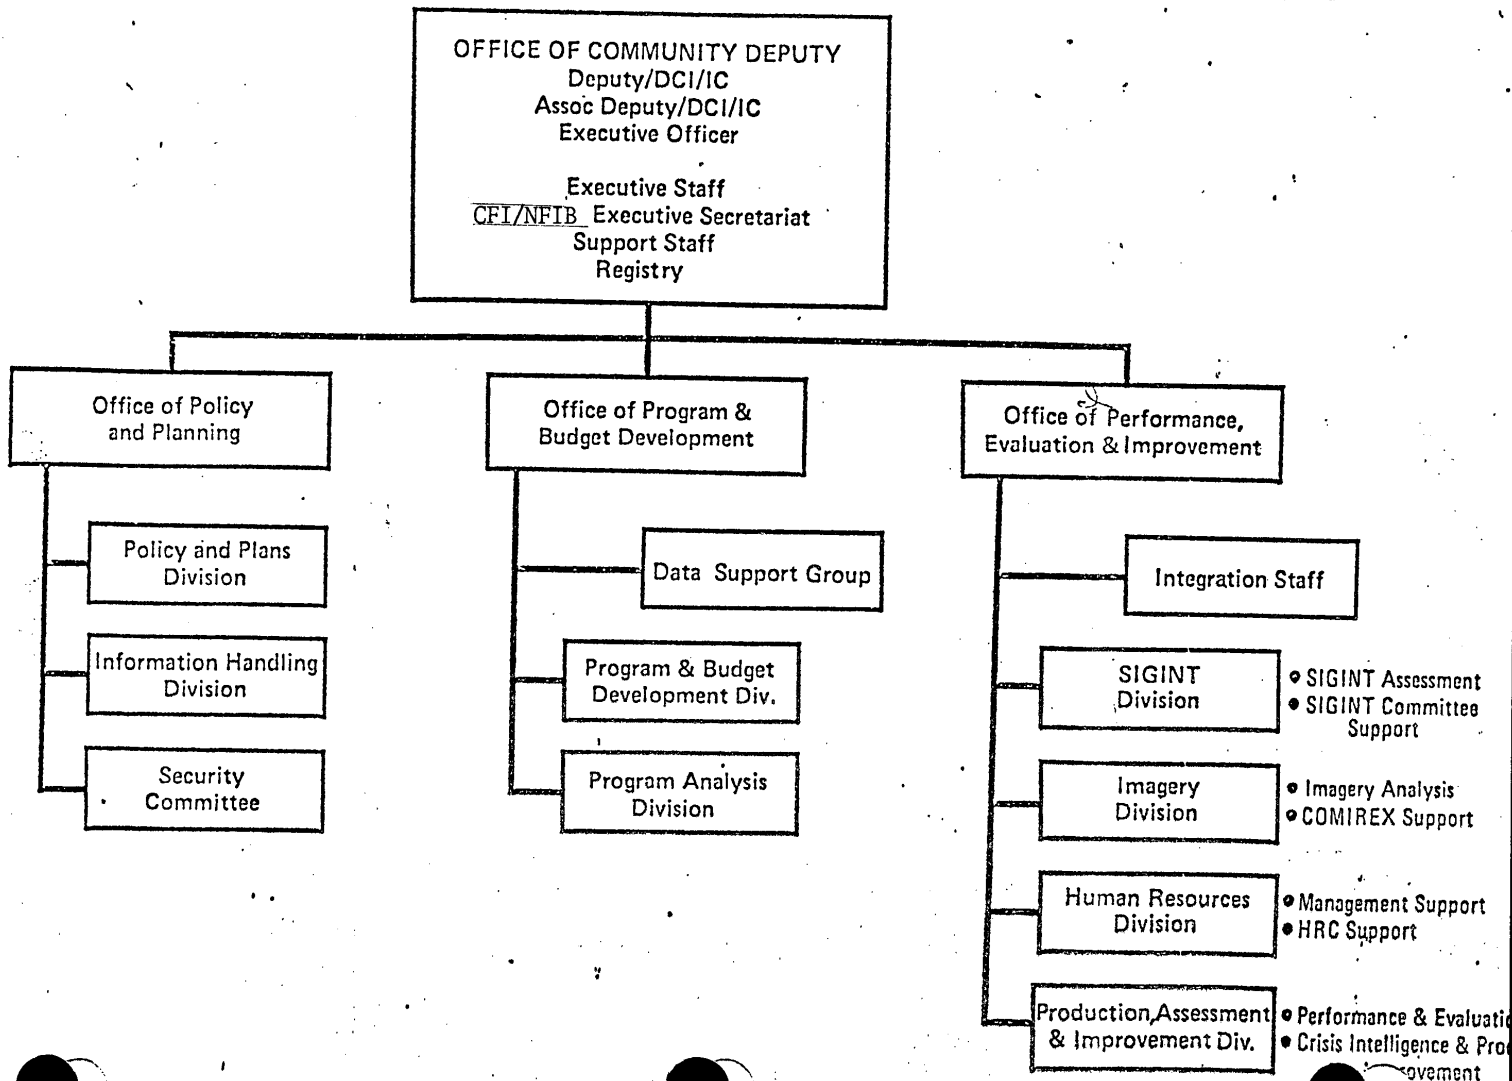 OFFICE OF COMMUNITY DEPUTY
Deputy/DCI/IC
Assoc Deputy/DCI/IC
Executive Officer
Executive Staff
CFI/NFIB Executive Secretariat
Support Staff
Registry
Office of Policy
and Planning
Office of Program &
Budget Development
Office of Performance,
Evaluation & Improvement
Policy and Plans
Division
Information Handling
Division
Security
Committee
Data Support Group
Program & Budget
Development Div.
Program Analysis
Division
Integration Staff
SIGINT
Division
• SIGINT Assessment
• SIGINT Committee
Support
Imagery
Division
• Imagery Analysis
• COMIREX Support
Human Resources
Division
• Management Support
• HRC Support
Production, Assessment
& Improvement Div.
• Performance &
• Crisis Intelligence &